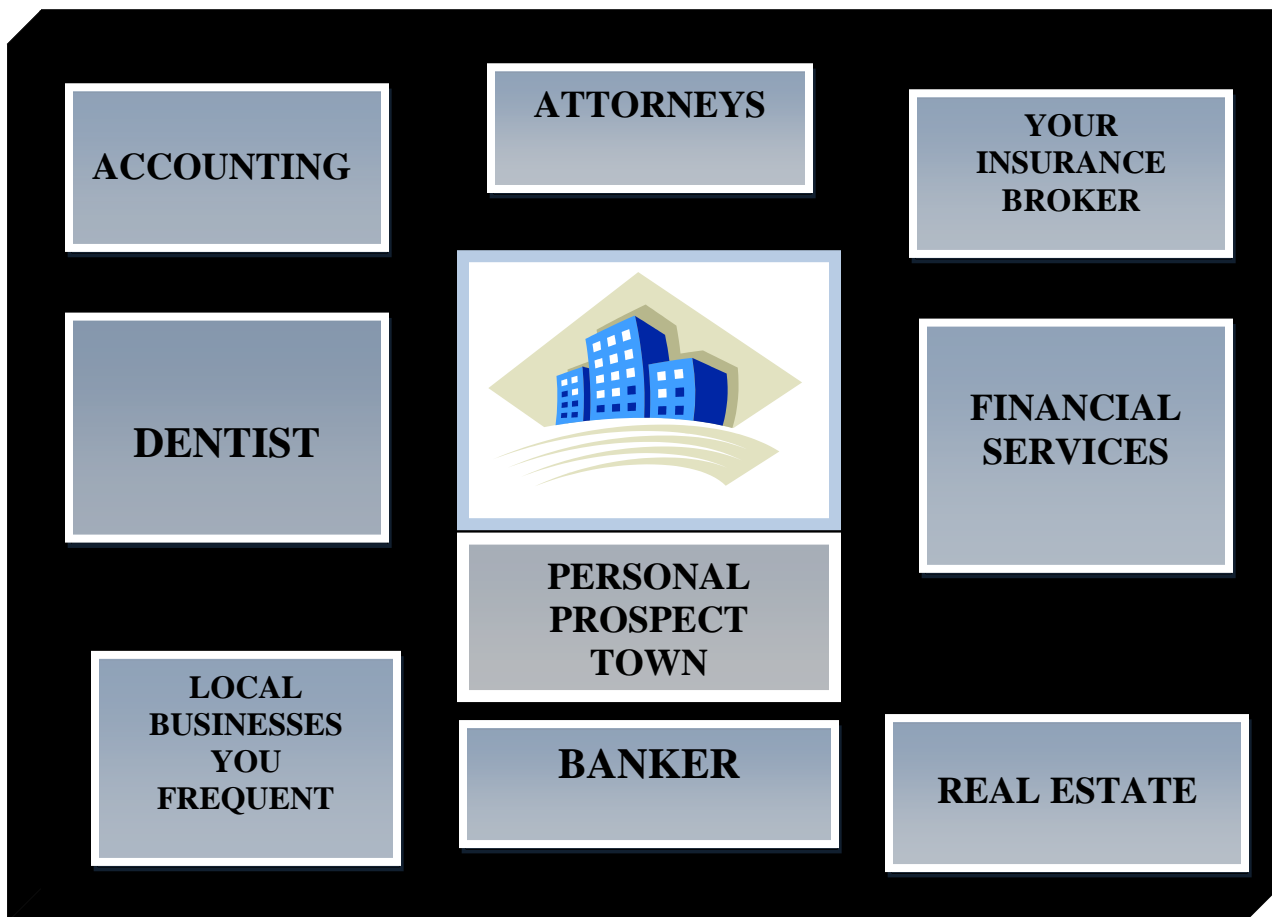 ACCOUNTING
ATTORNEYS
YOUR
INSURANCE
BROKER
DENTIST
FINANCIAL
SERVICES
PERSONAL
PROSPECT
TOWN
LOCAL
BUSINESSES
YOU
FREQUENT
BANKER
REAL ESTATE